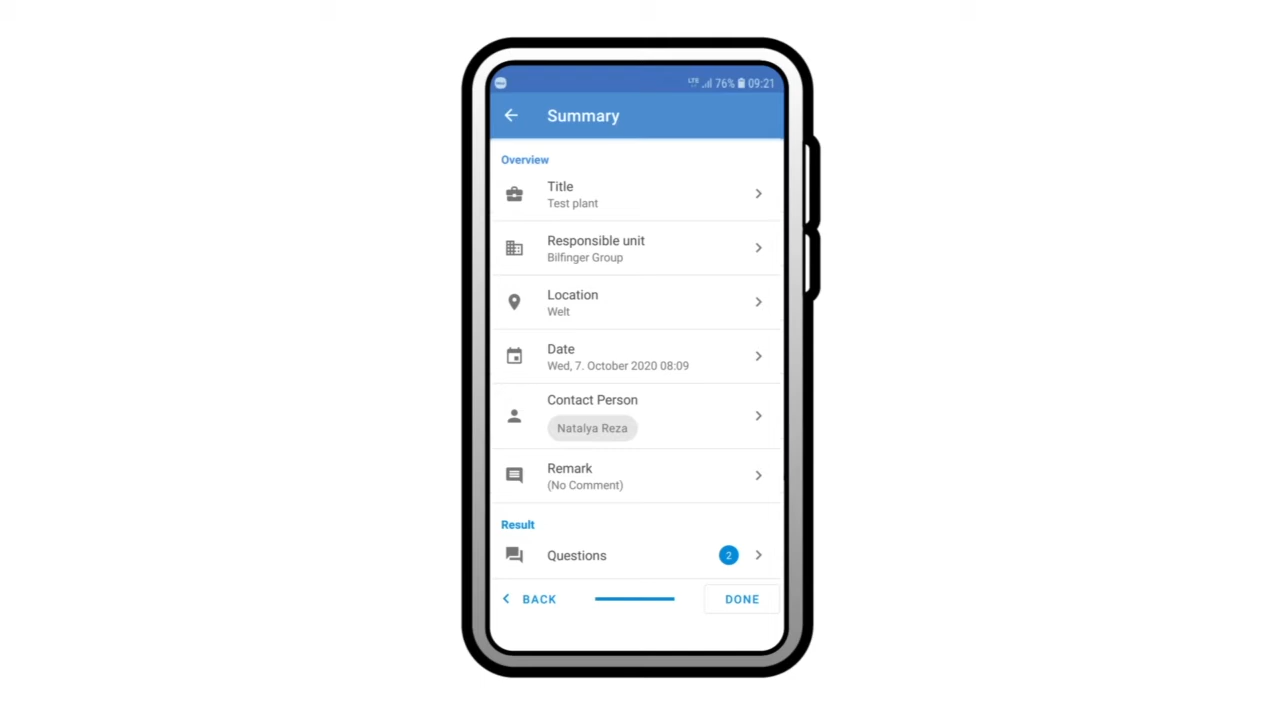 LTE 76% 09:21
Summary
Overview
Title
Test plant
Responsible unit
Bilfinger Group
Location
Welt
Date
Wed, 7. October 2020 08:09
Contact Person
Natalya Reza
Remark
(No Comment)
Result
Questions 2
BACK DONE